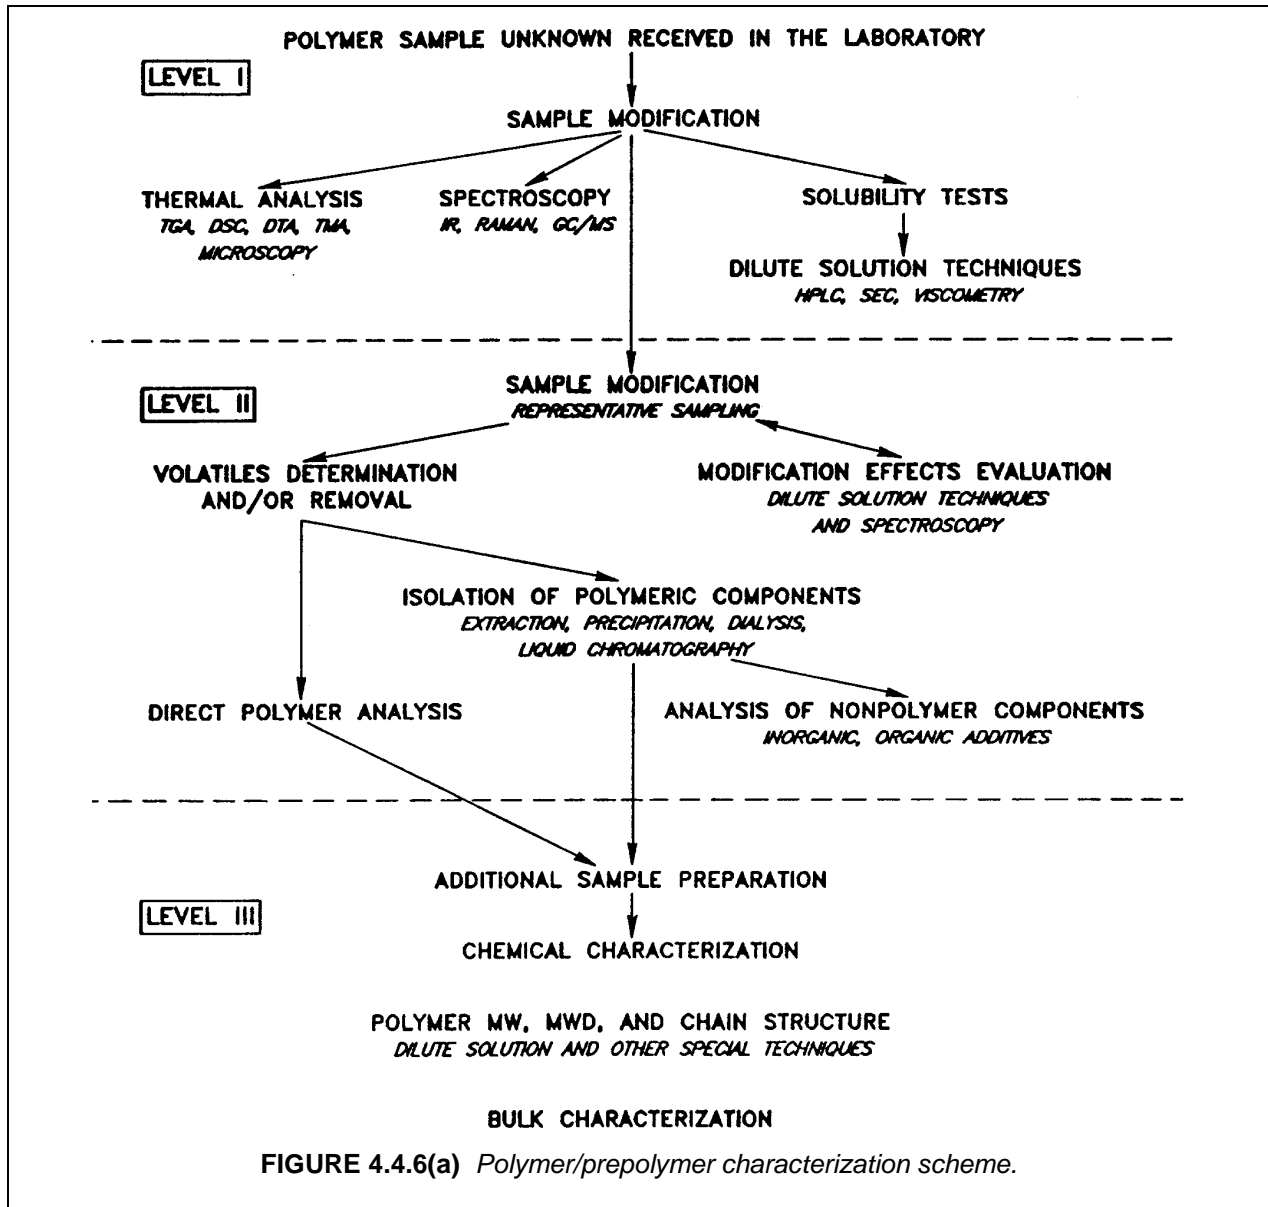 POLYMER SAMPLE UNKNOWN RECEIVED IN THE LABORATORY
LEVEL I
SAMPLE MODIFICATION
THERMAL ANALYSIS
TGA, DSC, DTA, TMA,
MICROSCOPY
SPECTROSCOPY
IR, RAMAN, GC/MS
SOLUBILITY TESTS
DILUTE SOLUTION TECHNIQUES
HPLC, SEC, VISCOMETRY
LEVEL II
SAMPLE MODIFICATION
REPRESENTATIVE SAMPLING
VOLATILES DETERMINATION
AND/OR REMOVAL
MODIFICATION EFFECTS EVALUATION
DILUTE SOLUTION TECHNIQUES
AND SPECTROSCOPY
ISOLATION OF POLYMERIC COMPONENTS
EXTRACTION, PRECIPITATION, DIALYSIS,
LIQUID CHROMATOGRAPHY
DIRECT POLYMER ANALYSIS
ANALYSIS OF NONPOLYMER COMPONENTS
INORGANIC, ORGANIC ADDITIVES
ADDITIONAL SAMPLE PREPARATION
LEVEL III
CHEMICAL CHARACTERIZATION
POLYMER MW, MWD, AND CHAIN STRUCTURE
DILUTE SOLUTION AND OTHER SPECIAL TECHNIQUES
BULK CHARACTERIZATION
FIGURE 4.4.6(a) Polymer/prepolymer characterization scheme.